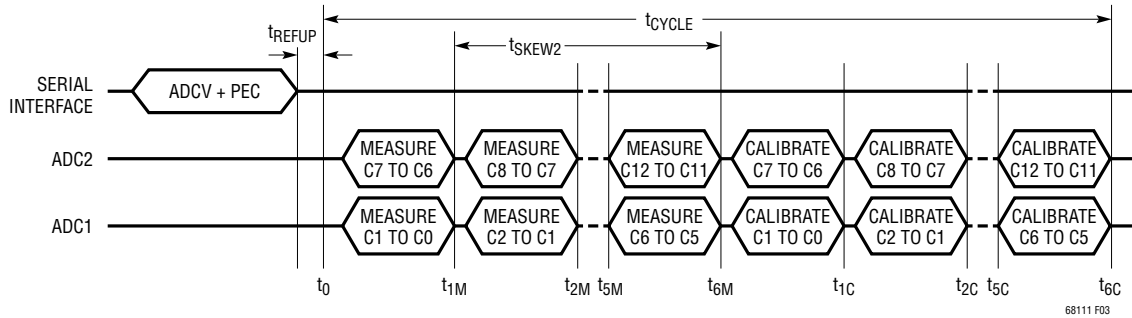 tCYCLE
tREFUP
tSKEW2
SERIAL
INTERFACE
ADCV + PEC
ADC2
MEASURE
C7 TO C6
MEASURE
C8 TO C7
MEASURE
C12 TO C11
CALIBRATE
C7 TO C6
CALIBRATE
C8 TO C7
CALIBRATE
C12 TO C11
ADC1
MEASURE
C1 TO C0
MEASURE
C2 TO C1
MEASURE
C6 TO C5
CALIBRATE
C1 TO C0
CALIBRATE
C2 TO C1
CALIBRATE
C6 TO C5
t0 t1M t2M t5M t6M t1C t2C t5C t6C
68111 F03